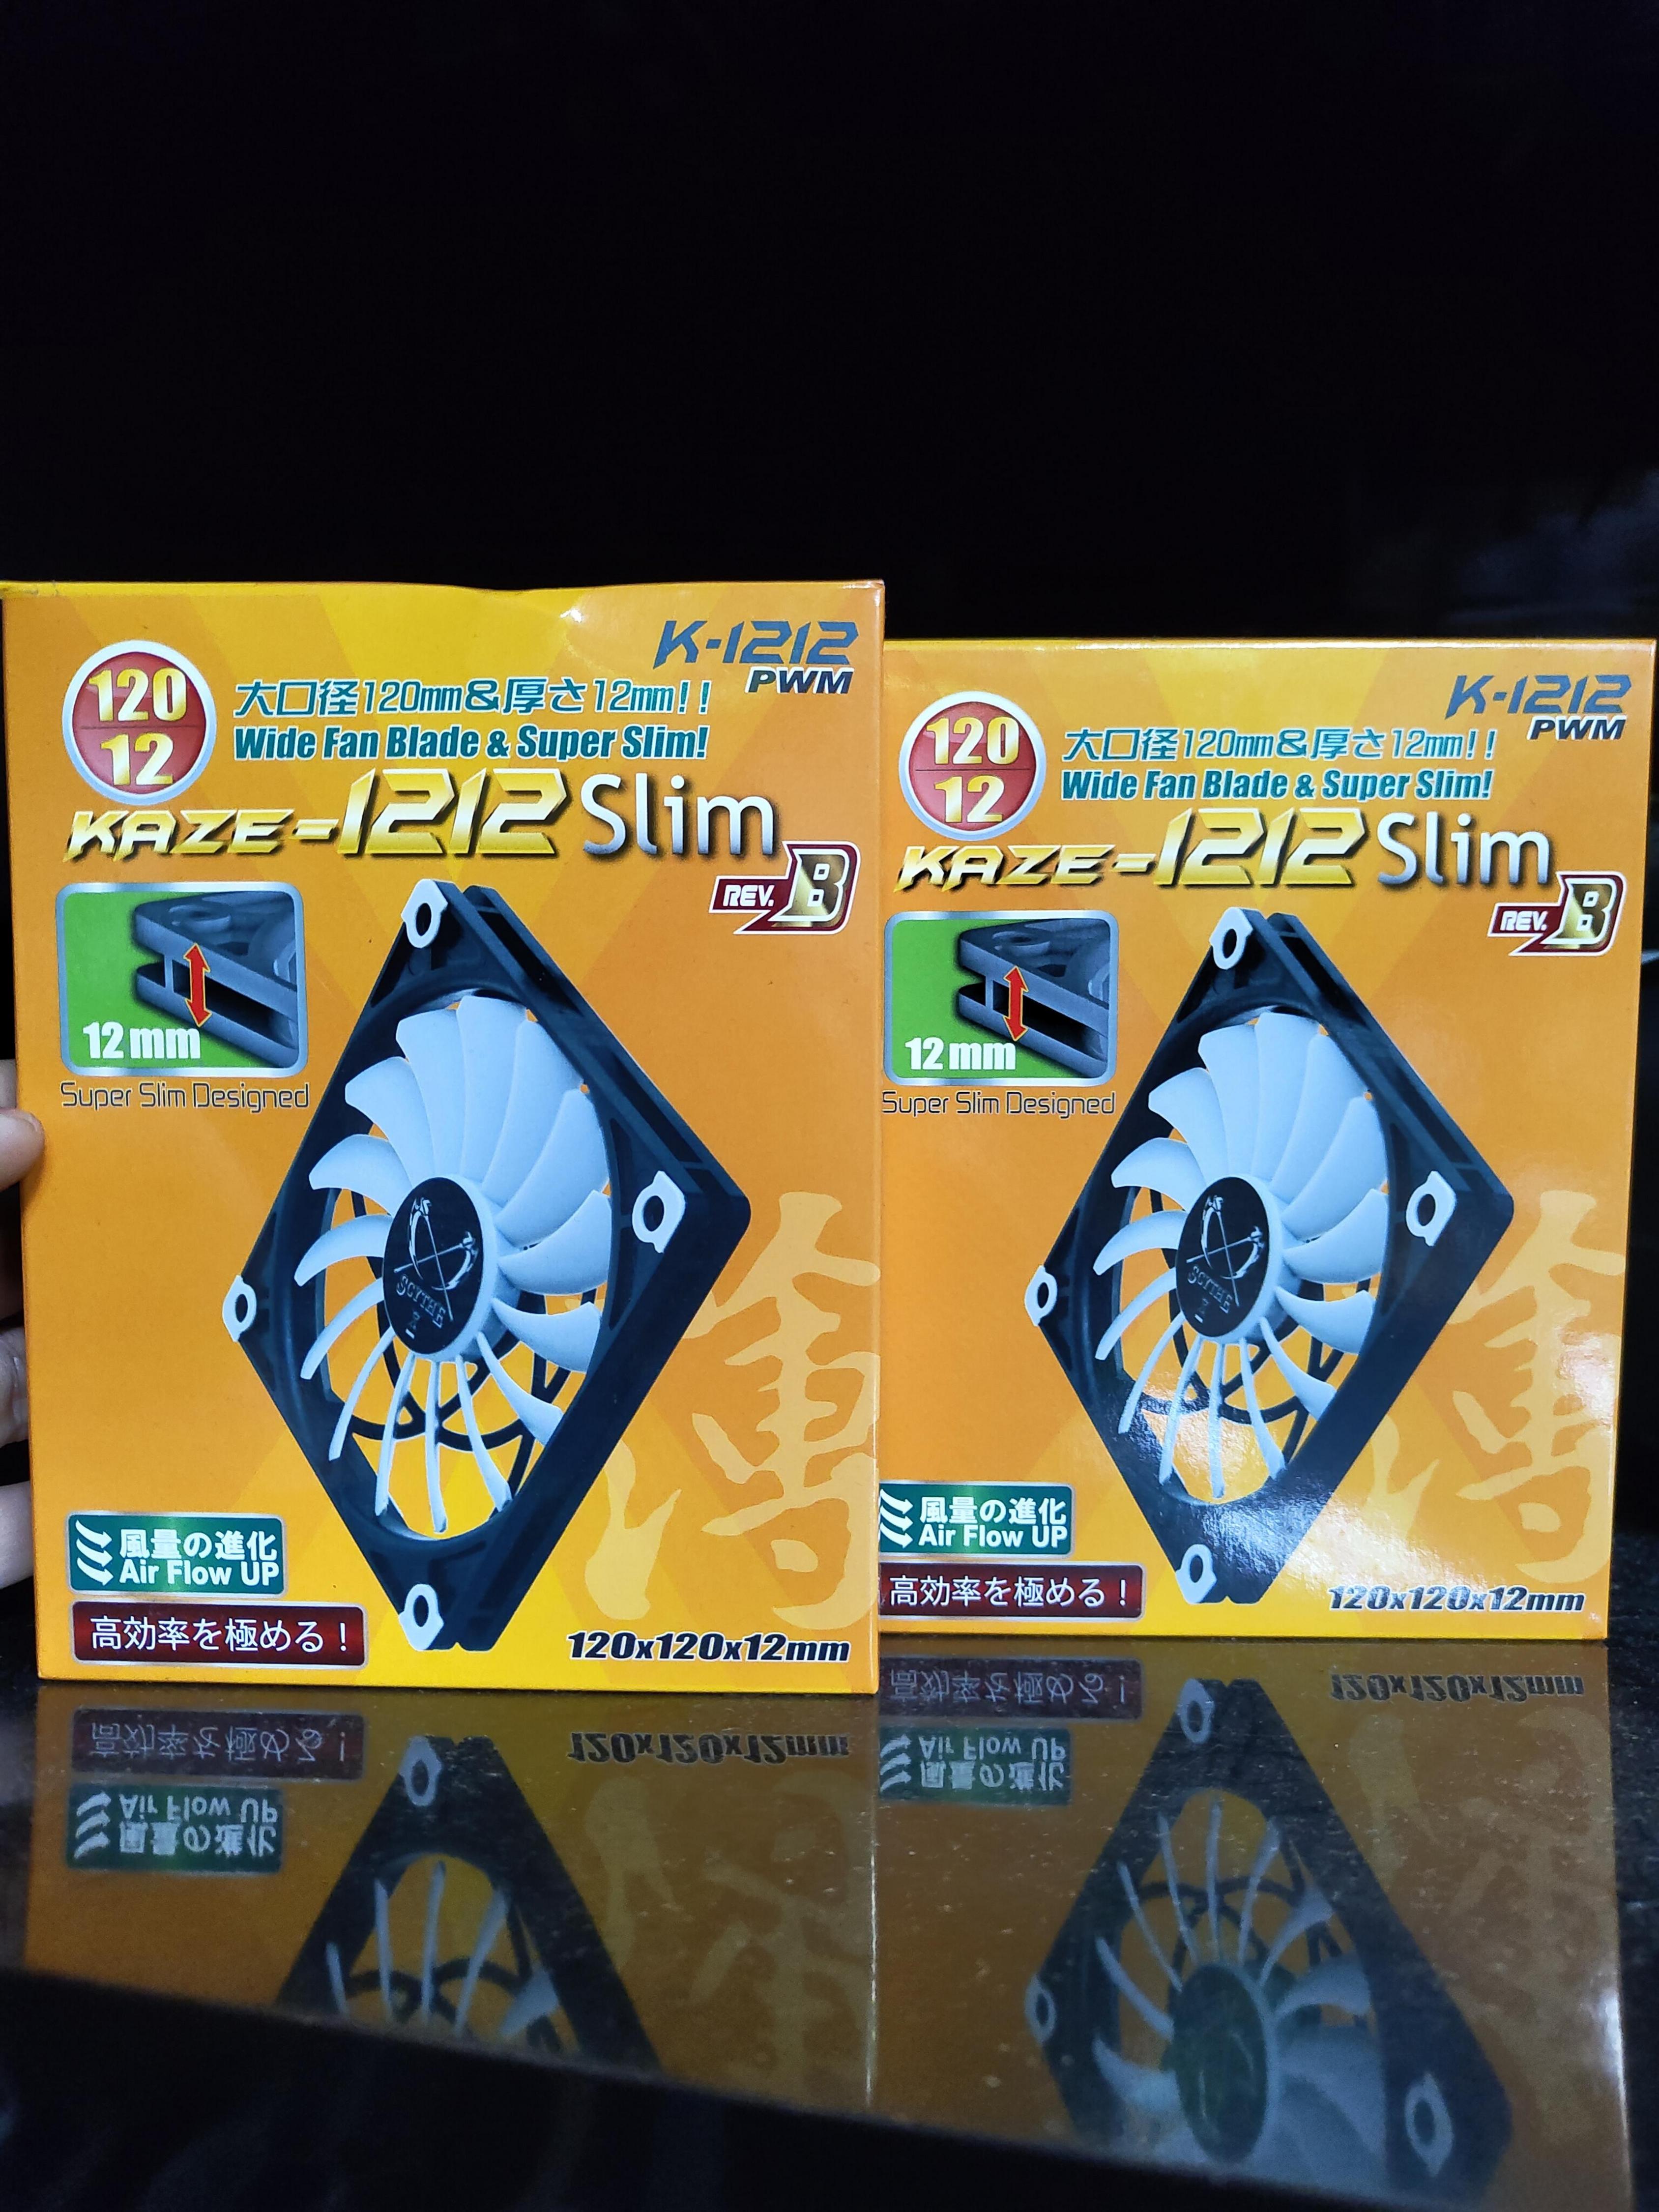 K-1212
PWM
120
12
大口径120mm&厚さ12mm!!
Wide Fan Blade & Super Slim!
KAZE-1212 Slim
REV. B
12mm
Super Slim Designed
SCYTHE
風量の進化
Air Flow UP
高効率を極める！
120x120x12mm
K-1212
PWM
120
12
大口径120mm&厚さ12mm!!
Wide Fan Blade & Super Slim!
KAZE-1212 Slim
REV. B
12mm
Super Slim Designed
SCYTHE
風量の進化
Air Flow UP
高効率を極める！
120x120x12mm